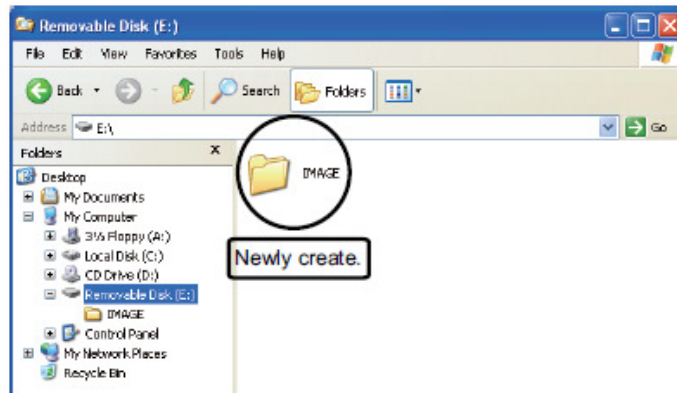 Removable Disk (E:)
File Edit View Favorites Tools Help
Back Search Folders
Address E:\ Go
Folders x
Desktop
My Documents
My Computer
3½ Floppy (A:)
Local Disk (C:)
CD Drive (D:)
Removable Disk (E:)
IMAGE
Control Panel
My Network Places
Recycle Bin
IMAGE
Newly create.